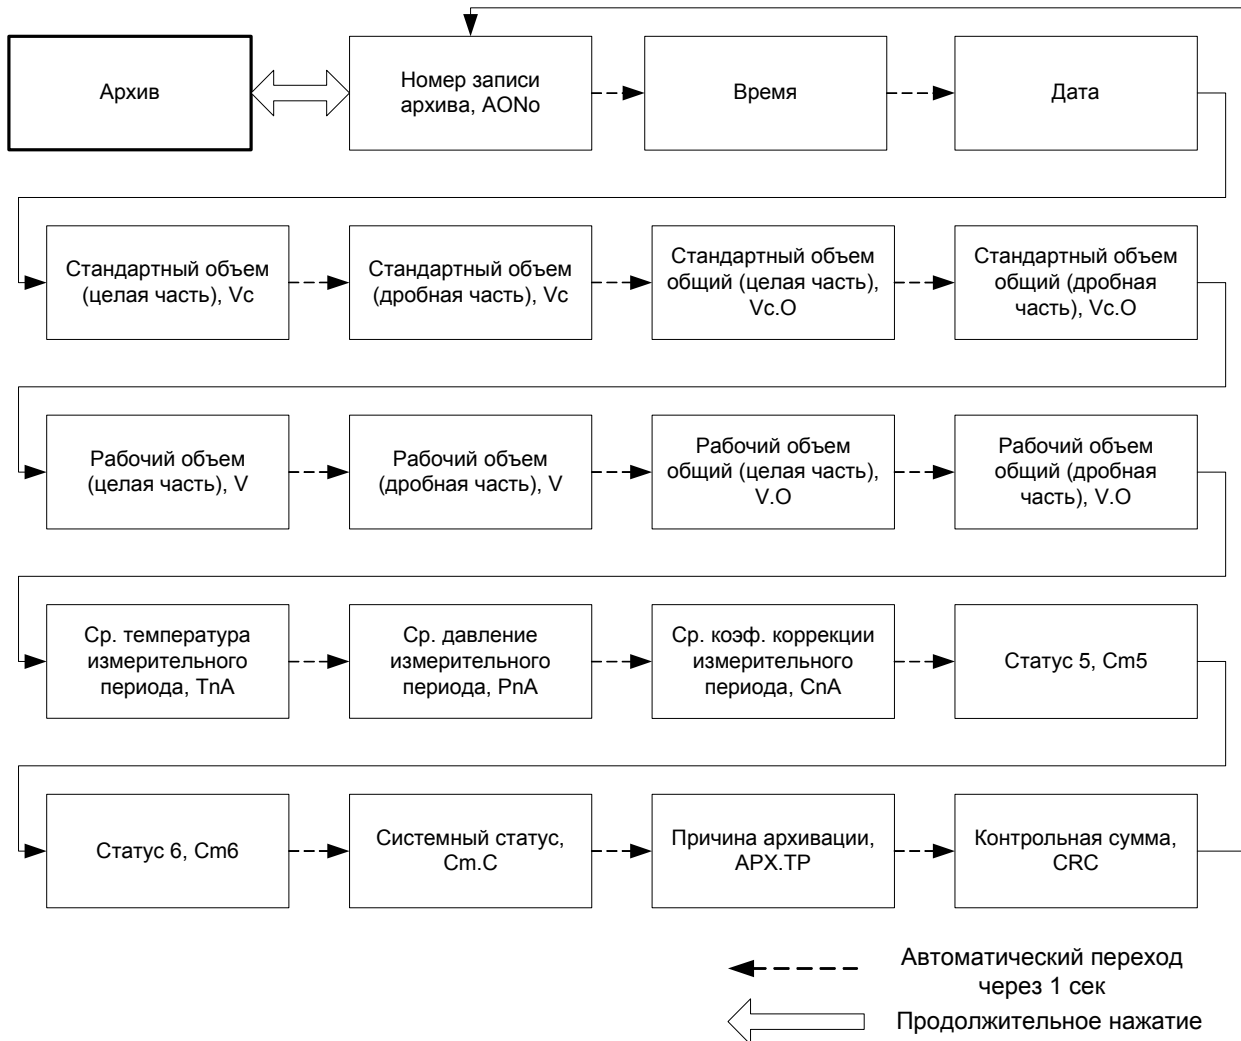 Архив
Номер записи
архива, AONo
Время
Дата
Стандартный объем
(целая часть), Vc
Стандартный объем
(дробная часть), Vc
Стандартный объем
общий (целая часть),
Vc.O
Стандартный объем
общий (дробная
часть), Vc.O
Рабочий объем
(целая часть), V
Рабочий объем
(дробная часть), V
Рабочий объем
общий (целая часть),
V.O
Рабочий объем
общий (дробная
часть), V.O
Ср. температура
измерительного
периода, TnA
Ср. давление
измерительного
периода, PnA
Ср. коэф. коррекции
измерительного
периода, CnA
Статус 5, Cm5
Статус 6, Cm6
Системный статус,
Cm.C
Причина архивации,
APX.TP
Контрольная сумма,
CRC
Автоматический переход
через 1 сек
Продолжительное нажатие